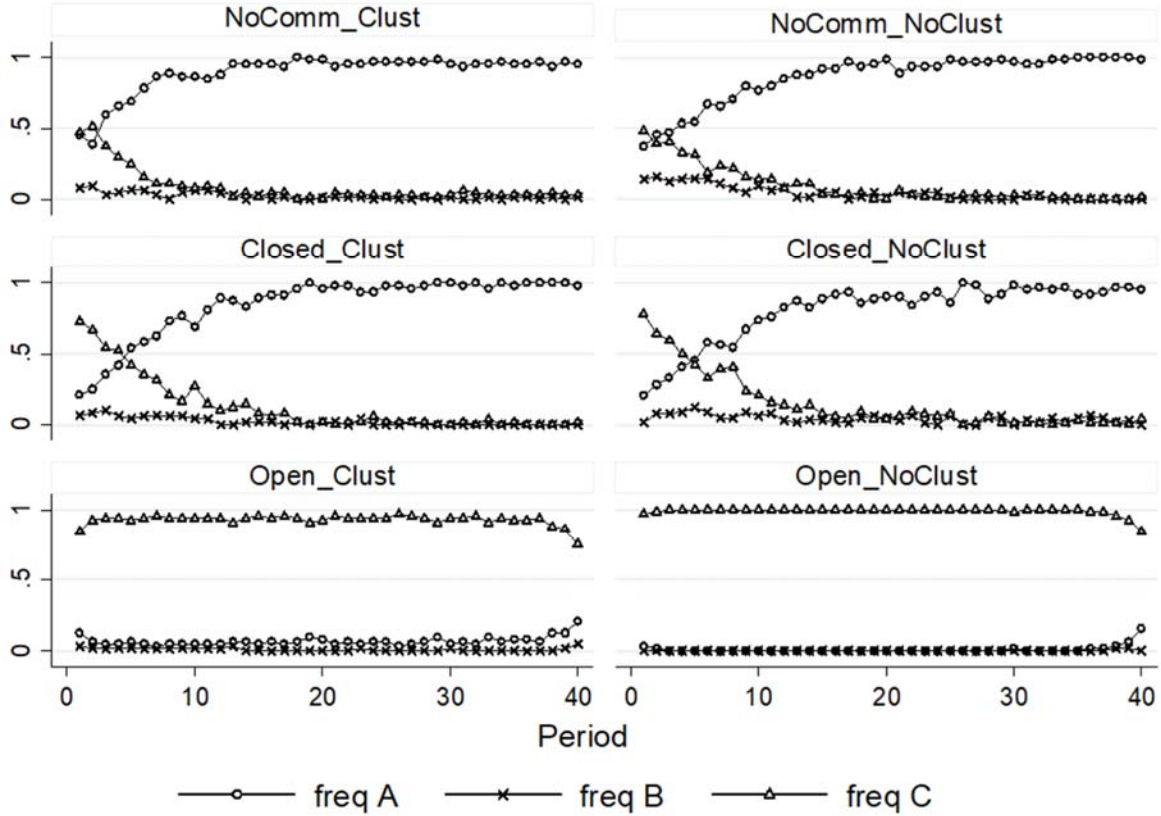 NoComm_Clust
NoComm_NoClust
1
.5
0
Closed_Clust
Closed_NoClust
1
.5
0
Open_Clust
Open_NoClust
1
.5
0
0 10 20 30 40 0 10 20 30 40
Period
freq A freq B freq C